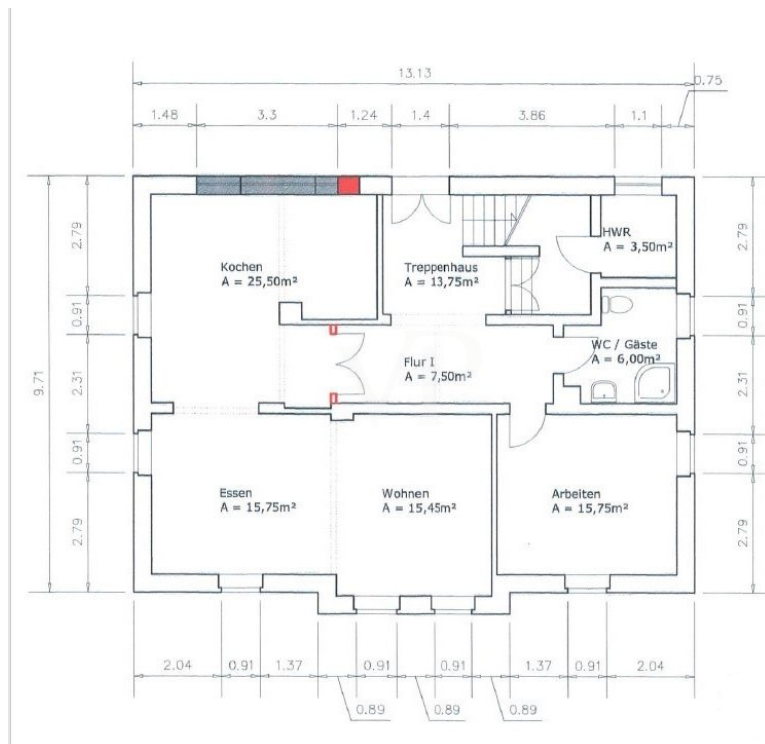 13.13
0.75
1.48
3.3
1.24
1.4
3.86
1.1
9.71
2.79
0.91
2.31
0.91
2.79
2.79
0.91
2.31
0.91
2.79
Kochen
A = 25,50m²
Treppenhaus
A = 13,75m²
HWR
A = 3,50m²
WC / Gäste
A = 6,00m²
Flur I
A = 7,50m²
Essen
A = 15,75m²
Wohnen
A = 15,45m²
Arbeiten
A = 15,75m²
2.04
0.91
1.37
0.91
0.91
1.37
0.91
2.04
0.89
0.89
0.89